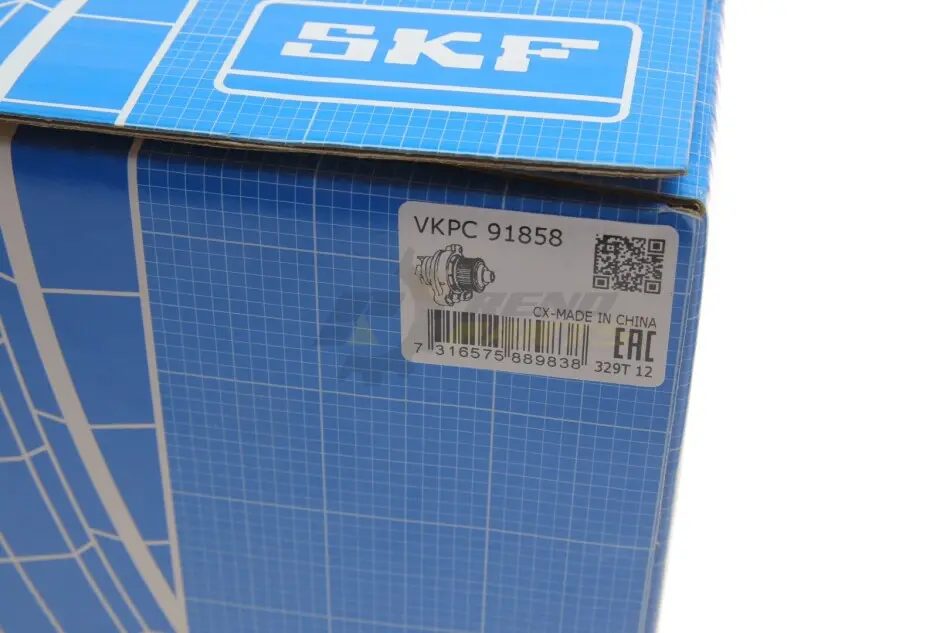 SKF
VKPC 91858
CX-MADE IN CHINA
EAC
7 316575 889838
329T 12